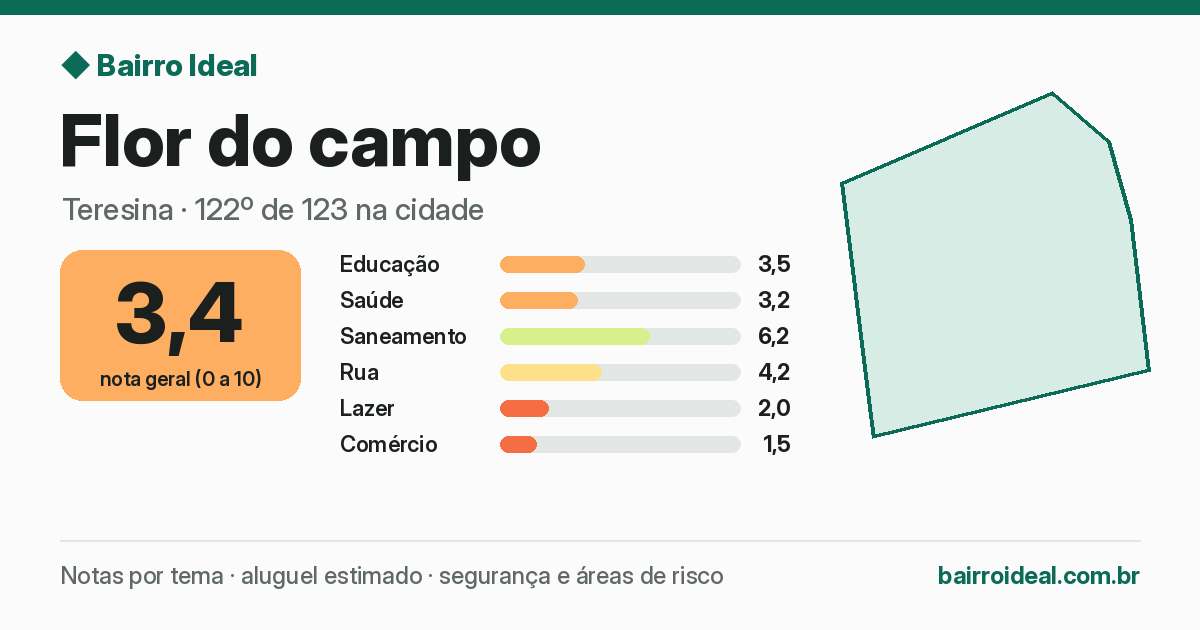 Bairro Ideal
Flor do campo
Teresina · 122º de 123 na cidade
3,4
nota geral (0 a 10)
Educação 3,5
Saúde 3,2
Saneamento 6,2
Rua 4,2
Lazer 2,0
Comércio 1,5
Notas por tema · aluguel estimado · segurança e áreas de risco
bairroideal.com.br